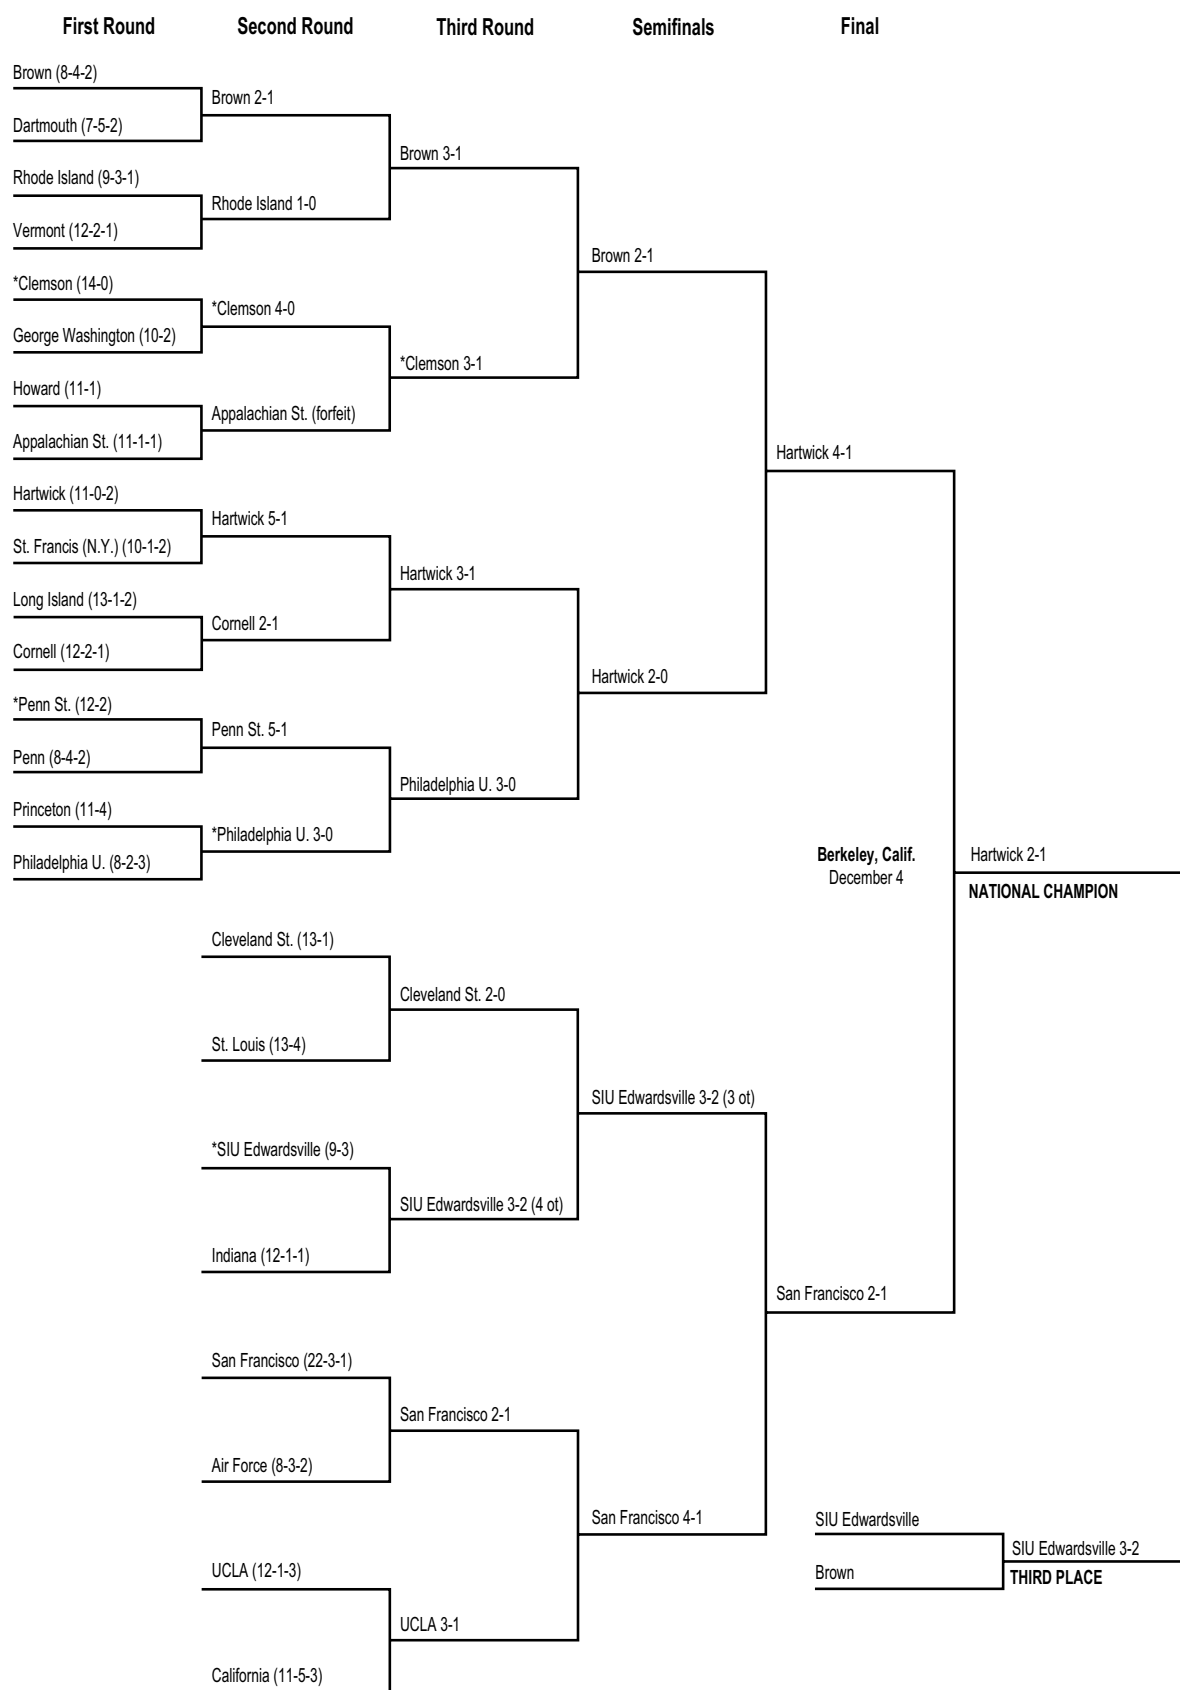 First Round
Second Round
Third Round
Semifinals
Final
Brown (8-4-2)
Dartmouth (7-5-2)
Rhode Island (9-3-1)
Vermont (12-2-1)
*Clemson (14-0)
George Washington (10-2)
Howard (11-1)
Appalachian St. (11-1-1)
Hartwick (11-0-2)
St. Francis (N.Y.) (10-1-2)
Long Island (13-1-2)
Cornell (12-2-1)
*Penn St. (12-2)
Penn (8-4-2)
Princeton (11-4)
Philadelphia U. (8-2-3)
Brown 2-1
Rhode Island 1-0
*Clemson 4-0
Appalachian St. (forfeit)
Hartwick 5-1
Cornell 2-1
Penn St. 5-1
*Philadelphia U. 3-0
Cleveland St. (13-1)
St. Louis (13-4)
*SIU Edwardsville (9-3)
Indiana (12-1-1)
San Francisco (22-3-1)
Air Force (8-3-2)
UCLA (12-1-3)
California (11-5-3)
Brown 3-1
*Clemson 3-1
Hartwick 3-1
Philadelphia U. 3-0
Cleveland St. 2-0
SIU Edwardsville 3-2 (4 ot)
San Francisco 2-1
UCLA 3-1
Brown 2-1
Hartwick 2-0
SIU Edwardsville 3-2 (3 ot)
San Francisco 4-1
Hartwick 4-1
San Francisco 2-1
Berkeley, Calif.
December 4
Hartwick 2-1
NATIONAL CHAMPION
SIU Edwardsville
Brown
SIU Edwardsville 3-2
THIRD PLACE